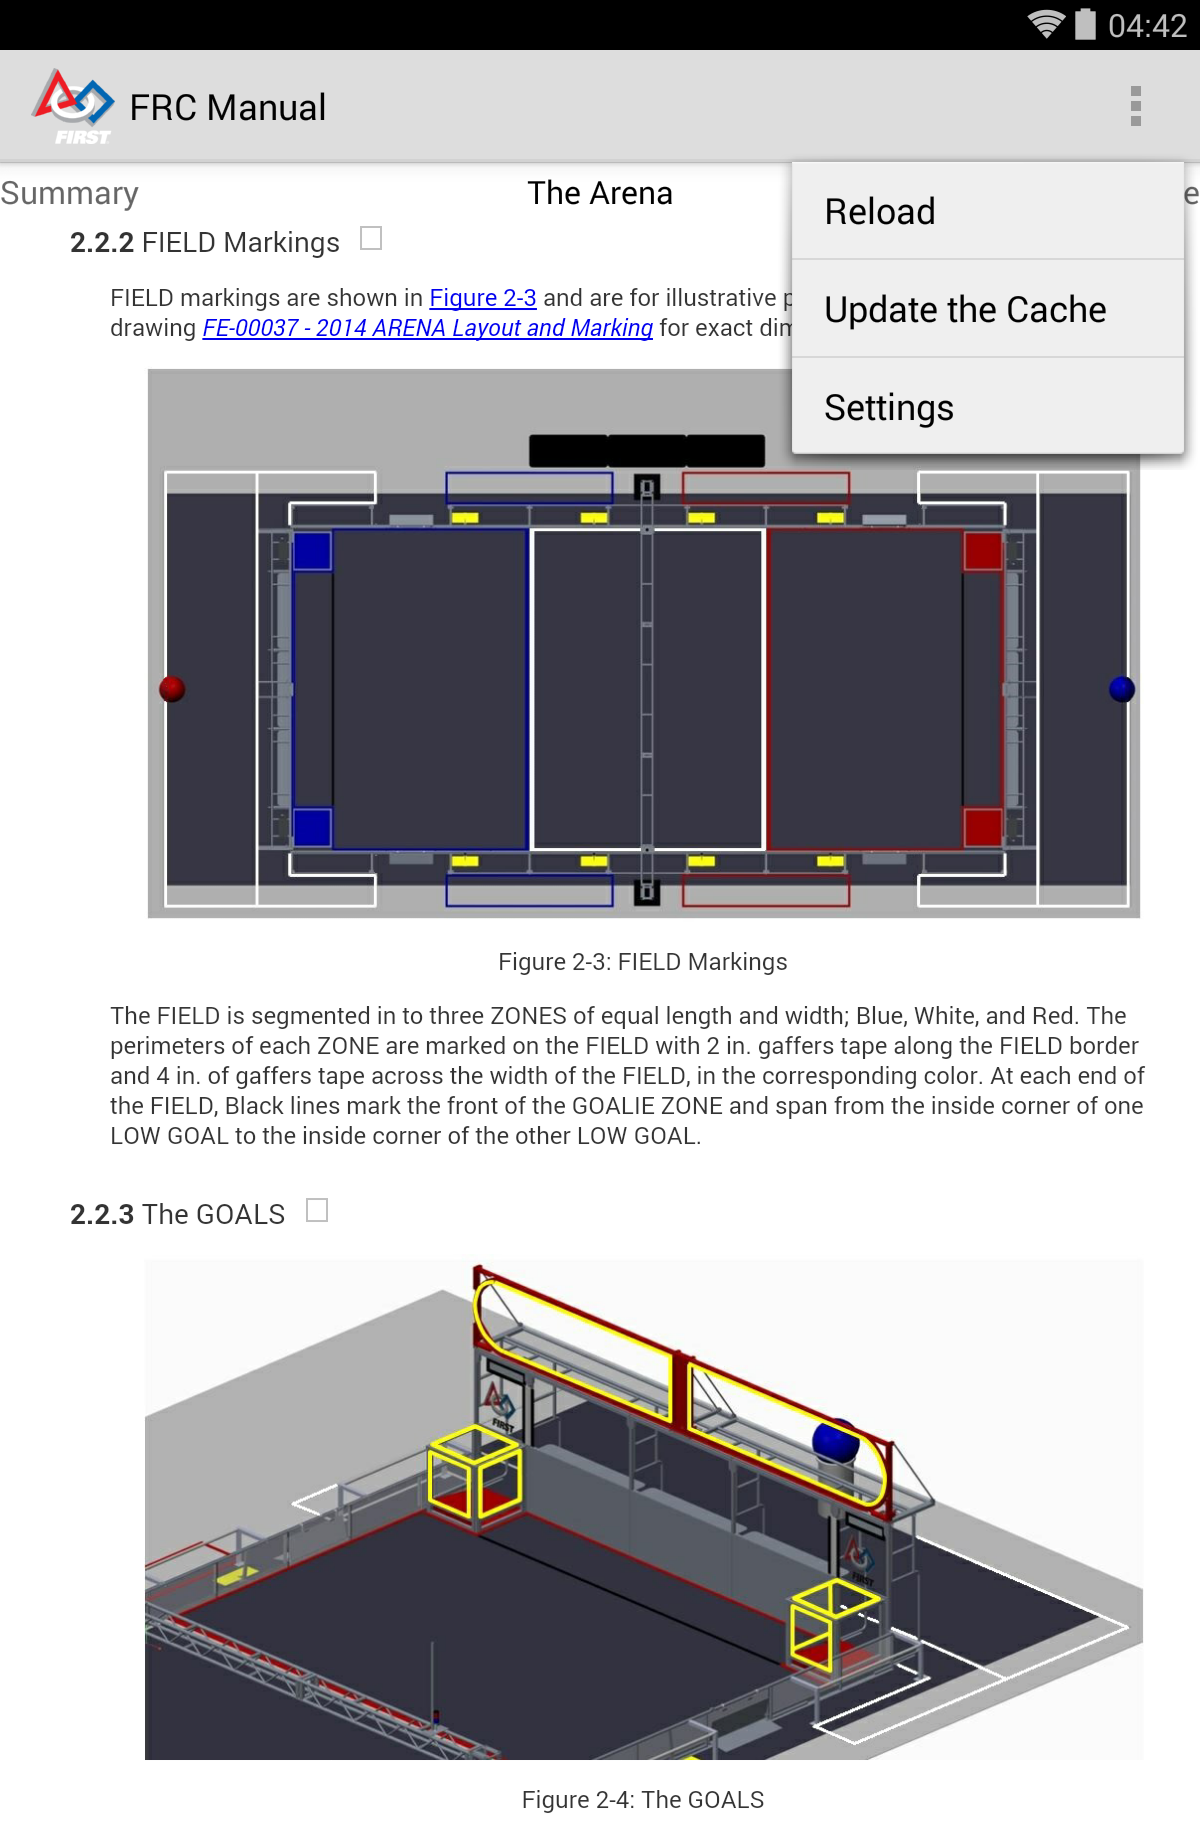 04:42
FIRST
FRC Manual
Summary
The Arena
e
Reload
Update the Cache
Settings
2.2.2 FIELD Markings
FIELD markings are shown in Figure 2-3 and are for illustrative p
drawing FE-00037 - 2014 ARENA Layout and Marking for exact dim
Figure 2-3: FIELD Markings
The FIELD is segmented in to three ZONES of equal length and width; Blue, White, and Red. The
perimeters of each ZONE are marked on the FIELD with 2 in. gaffers tape along the FIELD border
and 4 in. of gaffers tape across the width of the FIELD, in the corresponding color. At each end of
the FIELD, Black lines mark the front of the GOALIE ZONE and span from the inside corner of one
LOW GOAL to the inside corner of the other LOW GOAL.
2.2.3 The GOALS
FIRST
FIRST
Figure 2-4: The GOALS